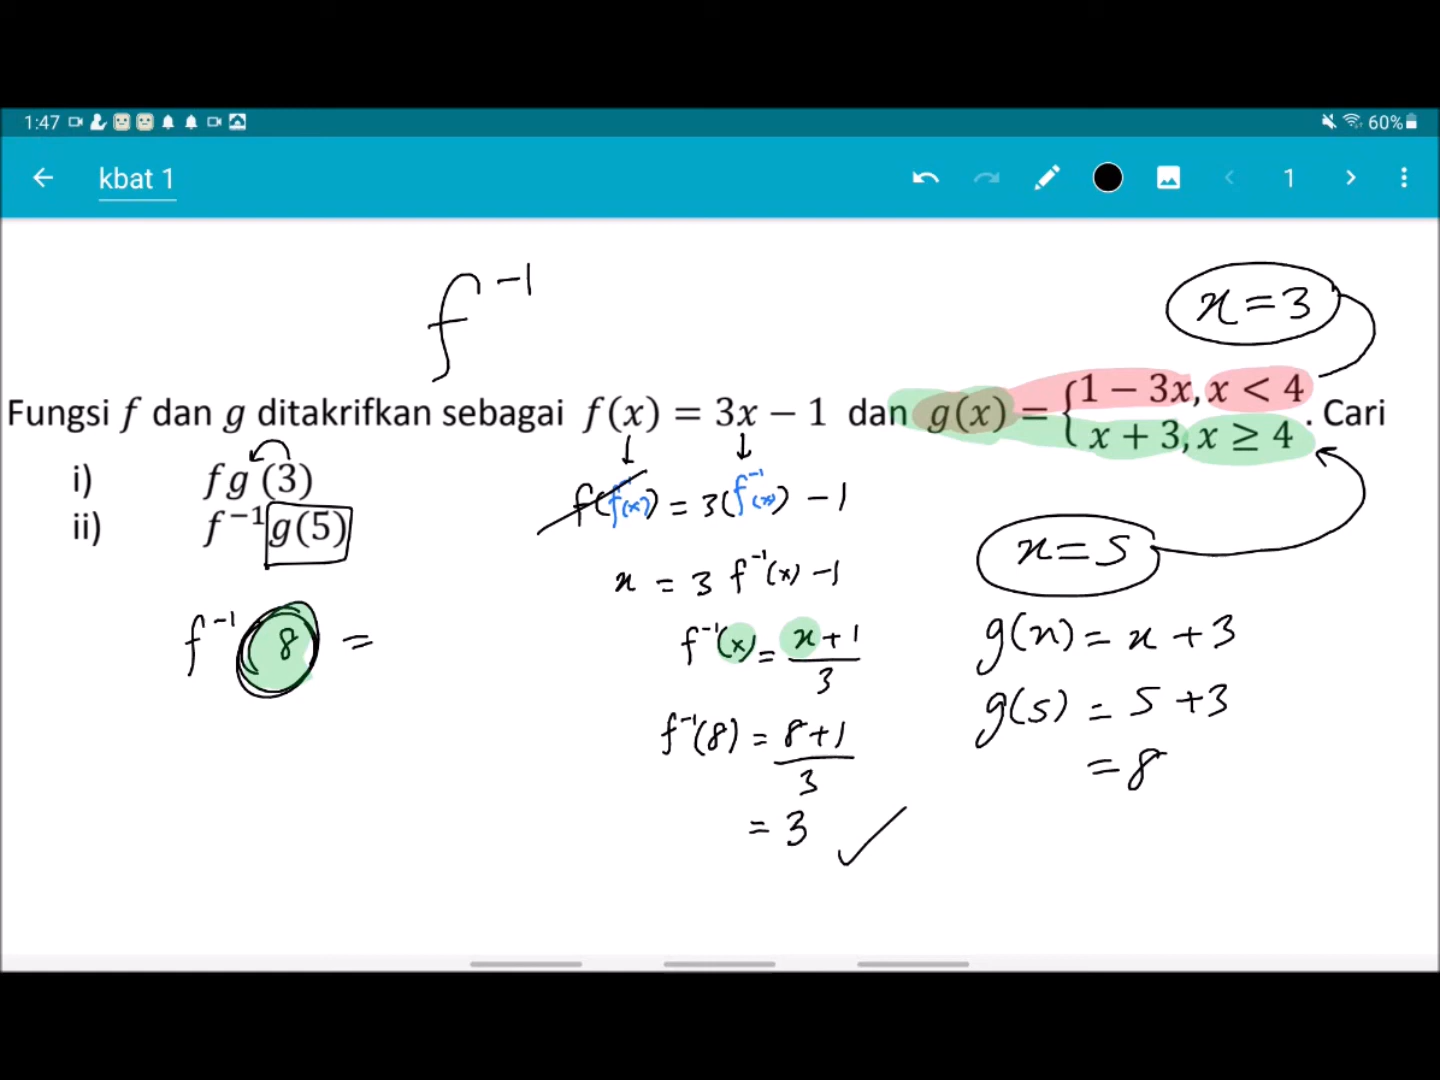 1:47 60%
kbat 1 1
f⁻¹
x = 3
Fungsi f dan g ditakrifkan sebagai f(x) = 3x − 1 dan g(x) = {1 − 3x, x < 4
x + 3, x ≥ 4 . Cari
i) fg(3)
ii) f⁻¹g(5)
f(f⁻¹(x)) = 3(f⁻¹(x)) − 1
x = 3 f⁻¹(x) − 1
f⁻¹(x) = x + 1
3
f⁻¹(8) = 8 + 1
3
= 3
f⁻¹(8) =
x = 5
g(x) = x + 3
g(5) = 5 + 3
= 8